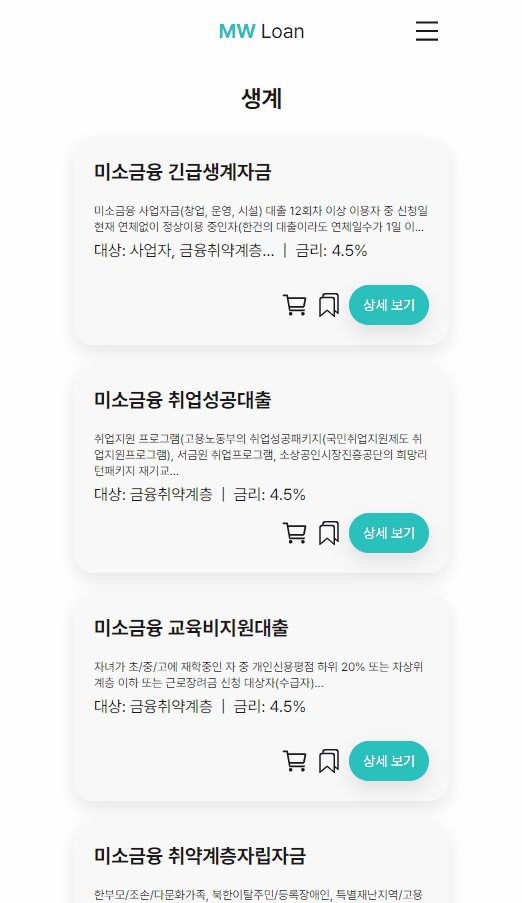 MW Loan
생계
미소금융 긴급생계자금
미소금융 사업자금(창업, 운영, 시설) 대출 12회차 이상 이용자 중 신청일
현재 연체없이 정상이용 중인자(한건의 대출이라도 연체일수가 1일 이...
대상: 사업자, 금융취약계층... | 금리: 4.5%
상세 보기
미소금융 취업성공대출
취업지원 프로그램(고용노동부의 취업성공패키지(국민취업지원제도 취
업지원프로그램), 서금원 취업프로그램, 소상공인시장진흥공단의 희망리
턴패키지 재기교...
대상: 금융취약계층 | 금리: 4.5%
상세 보기
미소금융 교육비지원대출
자녀가 초/중/고에 재학중인 자 중 개인신용평점 하위 20% 또는 차상위
계층 이하 또는 근로장려금 신청 대상자(수급자)...
대상: 금융취약계층 | 금리: 4.5%
상세 보기
미소금융 취약계층자립자금
한부모/조손/다문화가족, 북한이탈주민/등록장애인, 특별재난지역/고용